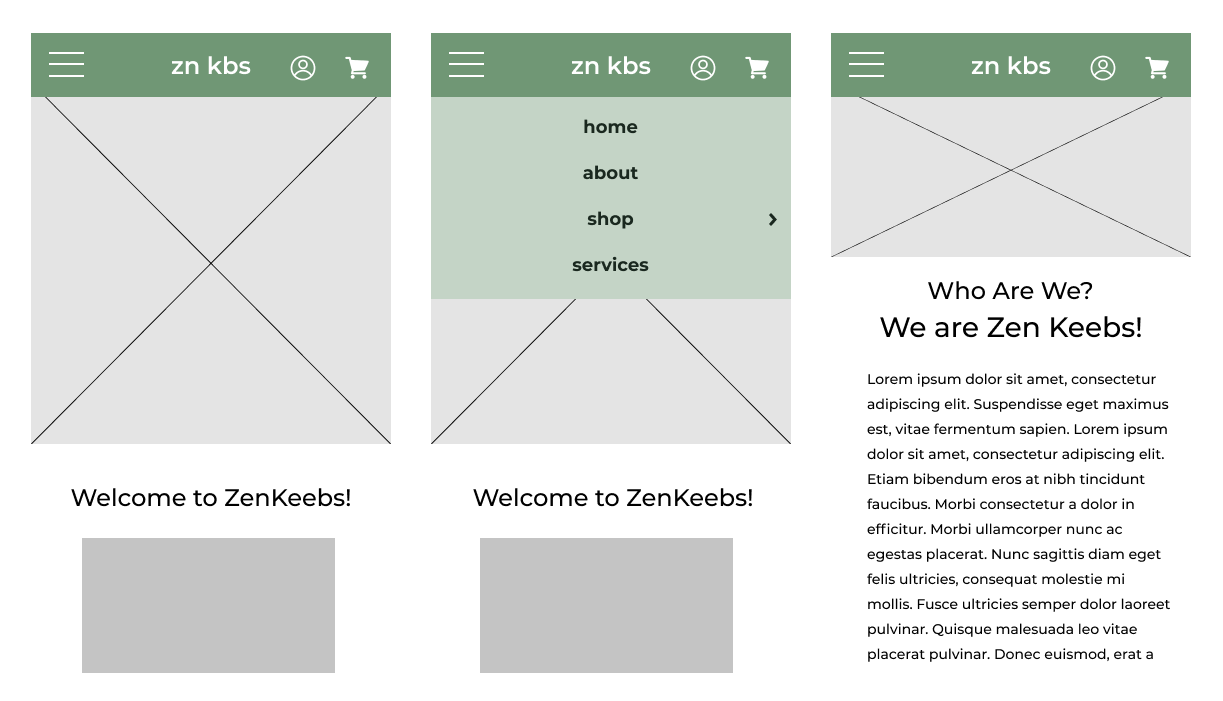 zn kbs
Welcome to ZenKeebs!
zn kbs
home
about
shop
services
Welcome to ZenKeebs!
zn kbs
Who Are We?
We are Zen Keebs!
Lorem ipsum dolor sit amet, consectetur
adipiscing elit. Suspendisse eget maximus
est, vitae fermentum sapien. Lorem ipsum
dolor sit amet, consectetur adipiscing elit.
Etiam bibendum eros at nibh tincidunt
faucibus. Morbi consectetur a dolor in
efficitur. Morbi ullamcorper nunc ac
egestas placerat. Nunc sagittis diam eget
felis ultricies, consequat molestie mi
mollis. Fusce ultricies semper dolor laoreet
pulvinar. Quisque malesuada leo vitae
placerat pulvinar. Donec euismod, erat a